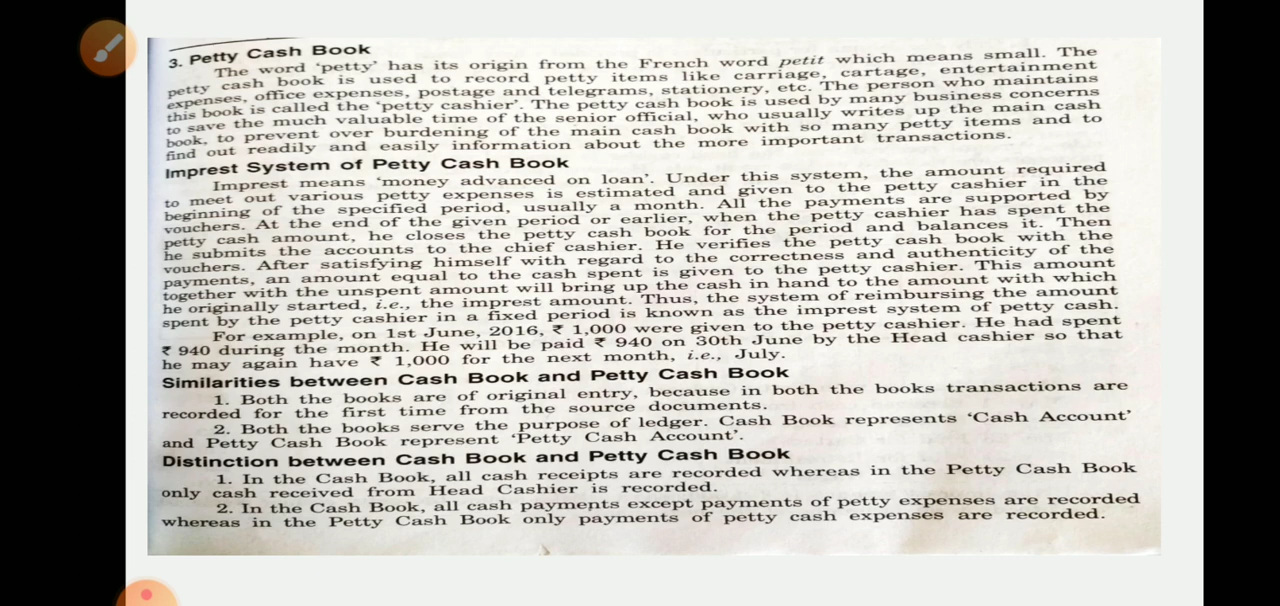 3. Petty Cash Book
The word 'petty' has its origin from the French word petit which means small. The
petty cash book is used to record petty items like carriage, cartage, entertainment
expenses, office expenses, postage and telegrams, stationery, etc. The person who maintains
this book is called the 'petty cashier'. The petty cash book is used by many business concerns
to save the much valuable time of the senior official, who usually writes up the main cash
book, to prevent over burdening of the main cash book with so many petty items and to
find out readily and easily information about the more important transactions.
Imprest System of Petty Cash Book
Imprest means 'money advanced on loan'. Under this system, the amount required
to meet out various petty expenses is estimated and given to the petty cashier in the
beginning of the specified period, usually a month. All the payments are supported by
vouchers. At the end of the given period or earlier, when the petty cashier has spent the
petty cash amount, he closes the petty cash book for the period and balances it. Then
he submits the accounts to the chief cashier. He verifies the petty cash book with the
vouchers. After satisfying himself with regard to the correctness and authenticity of the
payments, an amount equal to the cash spent is given to the petty cashier. This amount
together with the unspent amount will bring up the cash in hand to the amount with which
he originally started, i.e., the imprest amount. Thus, the system of reimbursing the amount
spent by the petty cashier in a fixed period is known as the imprest system of petty cash.
For example, on 1st June, 2016, ₹ 1,000 were given to the petty cashier. He had spent
₹ 940 during the month. He will be paid ₹ 940 on 30th June by the Head cashier so that
he may again have ₹ 1,000 for the next month, i.e., July.
Similarities between Cash Book and Petty Cash Book
1. Both the books are of original entry, because in both the books transactions are
recorded for the first time from the source documents.
2. Both the books serve the purpose of ledger. Cash Book represents 'Cash Account'
and Petty Cash Book represent 'Petty Cash Account'.
Distinction between Cash Book and Petty Cash Book
1. In the Cash Book, all cash receipts are recorded whereas in the Petty Cash Book
only cash received from Head Cashier is recorded.
2. In the Cash Book, all cash payments except payments of petty expenses are recorded
whereas in the Petty Cash Book only payments of petty cash expenses are recorded.